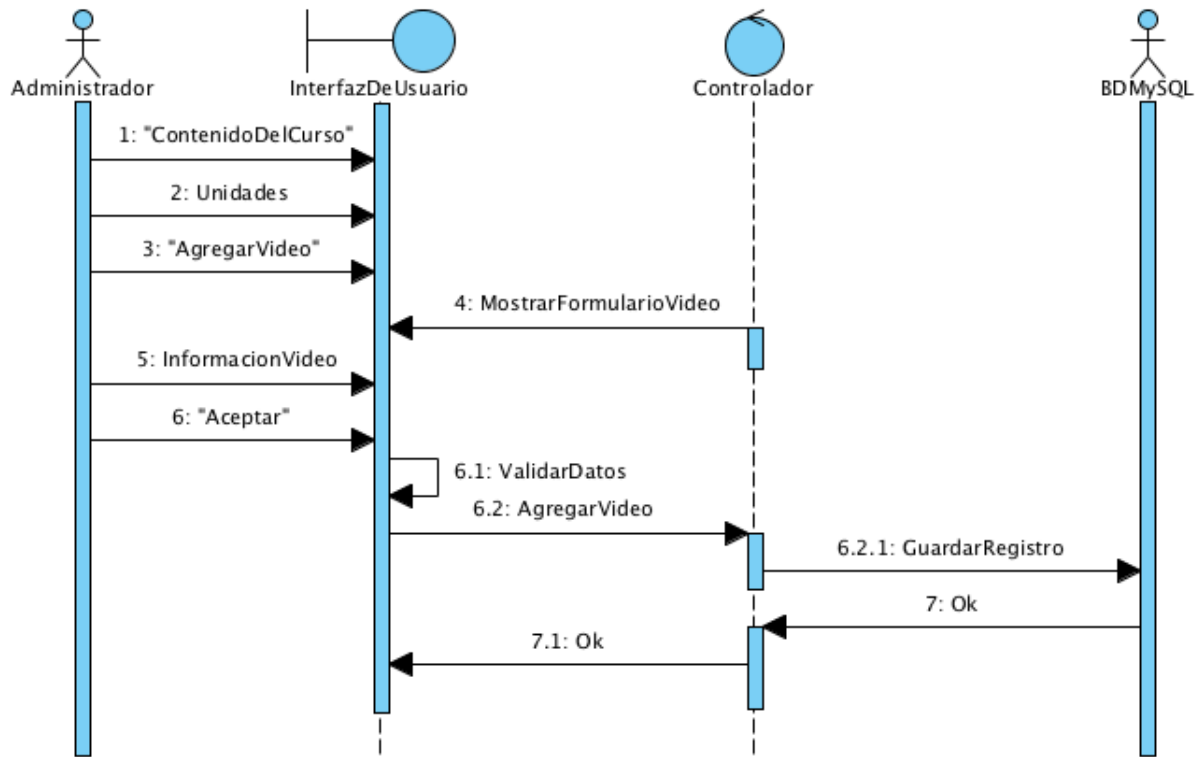 Administrador
InterfazDeUsuario
Controlador
BDMySQL
1: "ContenidoDelCurso"
2: Unidades
3: "AgregarVideo"
4: MostrarFormularioVideo
5: InformacionVideo
6: "Aceptar"
6.1: ValidarDatos
6.2: AgregarVideo
6.2.1: GuardarRegistro
7: Ok
7.1: Ok